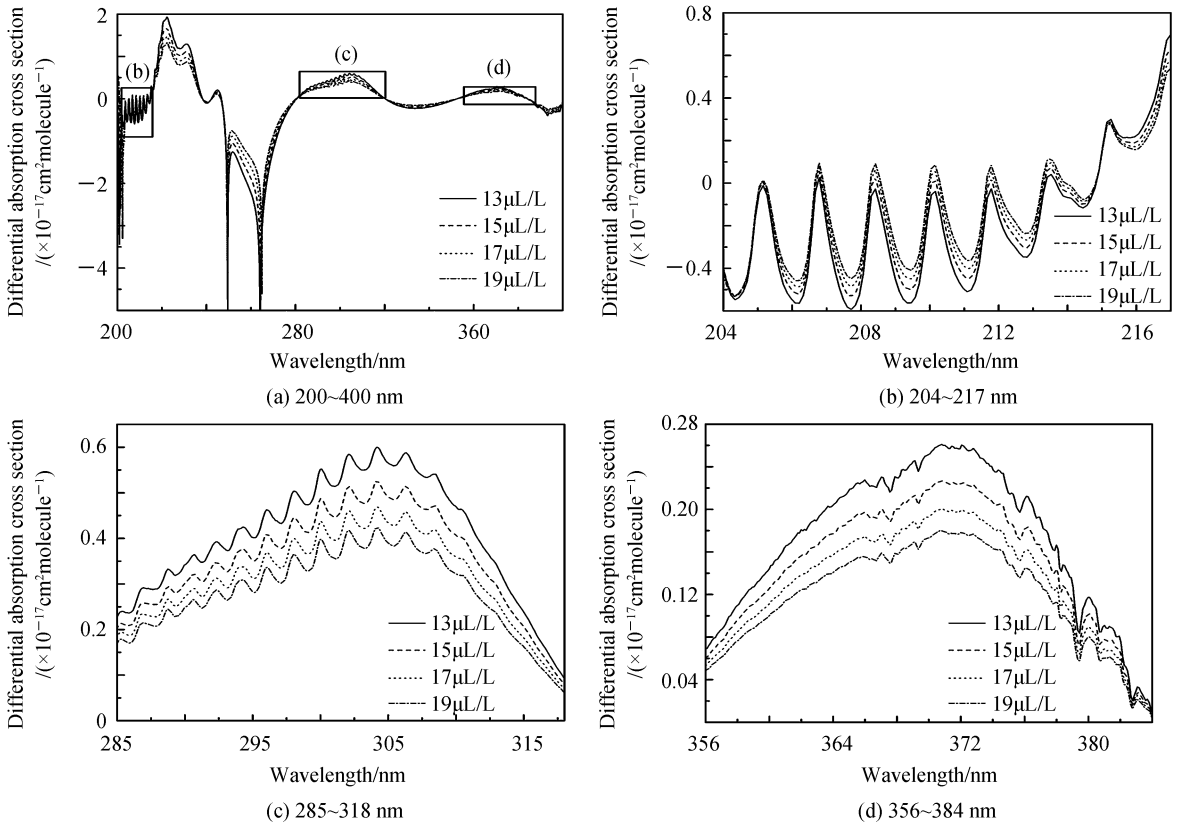 Differential absorption cross section
/(×10⁻¹⁷cm²molecule⁻¹)
2
0
−2
−4
200
280
360
(b)
(c)
(d)
13μL/L
15μL/L
17μL/L
19μL/L
Wavelength/nm
(a) 200~400 nm
Differential absorption cross section
/(×10⁻¹⁷cm²molecule⁻¹)
0.8
0.4
0
−0.4
204
208
212
216
13μL/L
15μL/L
17μL/L
19μL/L
Wavelength/nm
(b) 204~217 nm
Differential absorption cross section
/(×10⁻¹⁷cm²molecule⁻¹)
0.6
0.4
0.2
0
285
295
305
315
13μL/L
15μL/L
17μL/L
19μL/L
Wavelength/nm
(c) 285~318 nm
Differential absorption cross section
/(×10⁻¹⁷cm²molecule⁻¹)
0.28
0.20
0.12
0.04
356
364
372
380
13μL/L
15μL/L
17μL/L
19μL/L
Wavelength/nm
(d) 356~384 nm